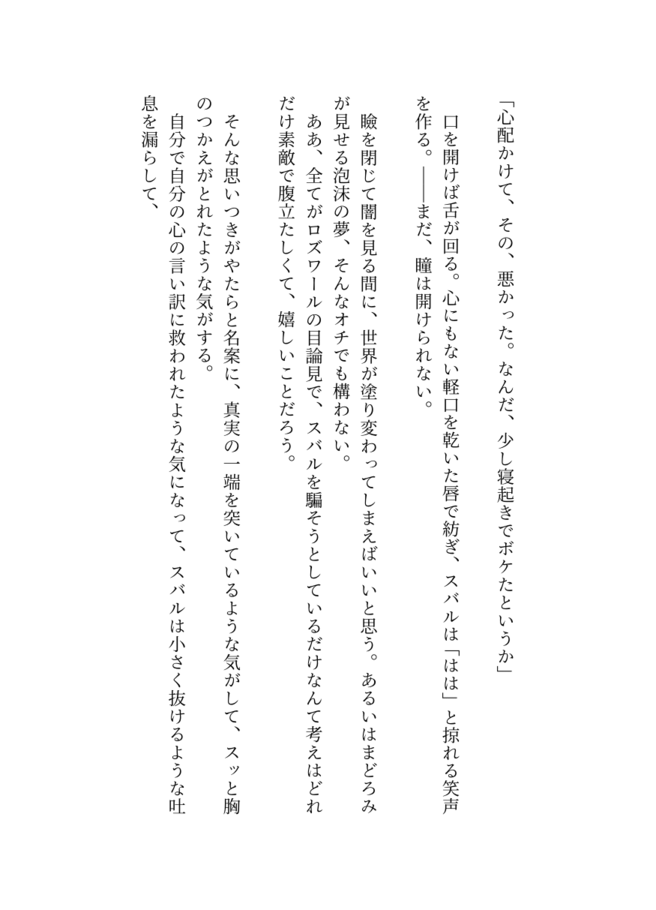 「心配かけて、その、悪かった。なんだ、少し寝起きでボケたというか」
口を開けば舌が回る。心にもない軽口を乾いた唇で紡ぎ、スバルは「はは」と掠れる笑声
を作る。――まだ、瞳は開けられない。
瞼を閉じて闇を見る間に、世界が塗り変わってしまえばいいと思う。あるいはまどろみ
が見せる泡沫の夢、そんなオチでも構わない。
ああ、全てがロズワールの目論見で、スバルを騙そうとしているだけなんて考えはどれ
だけ素敵で腹立たしくて、嬉しいことだろう。
そんな思いつきがやたらと名案に、真実の一端を突いているような気がして、スッと胸
のつかえがとれたような気がする。
自分で自分の心の言い訳に救われたような気になって、スバルは小さく抜けるような吐
息を漏らして、